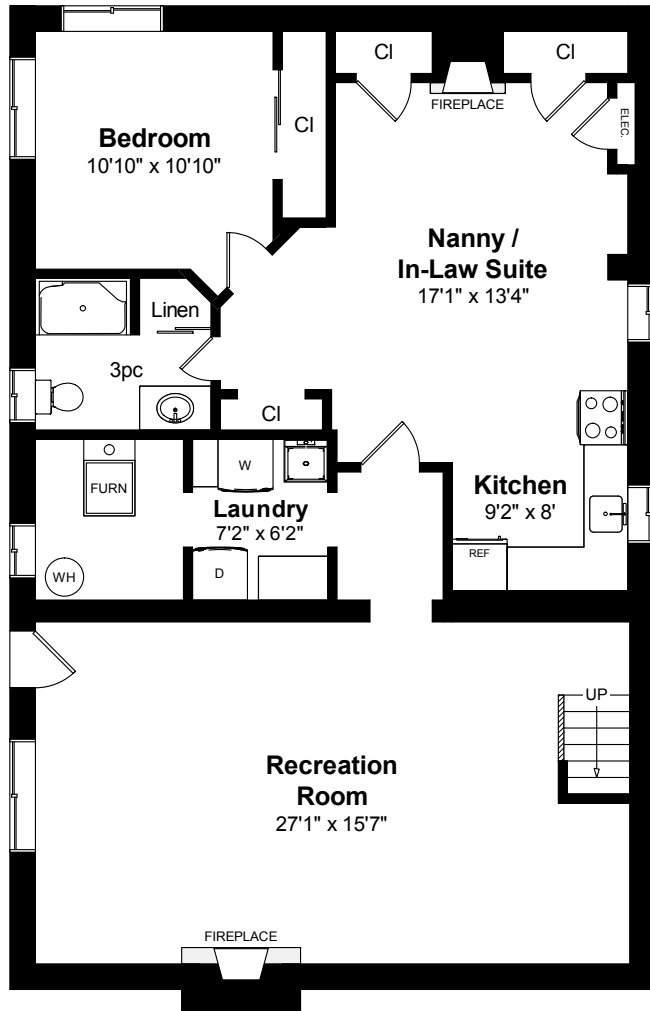 Cl
Cl
FIREPLACE
ELEC.
Bedroom
10'10" x 10'10"
Cl
Nanny /
In-Law Suite
17'1" x 13'4"
Linen
3pc
Cl
W
FURN
Laundry
7'2" x 6'2"
Kitchen
9'2" x 8'
REF
WH
D
UP
Recreation
Room
27'1" x 15'7"
FIREPLACE